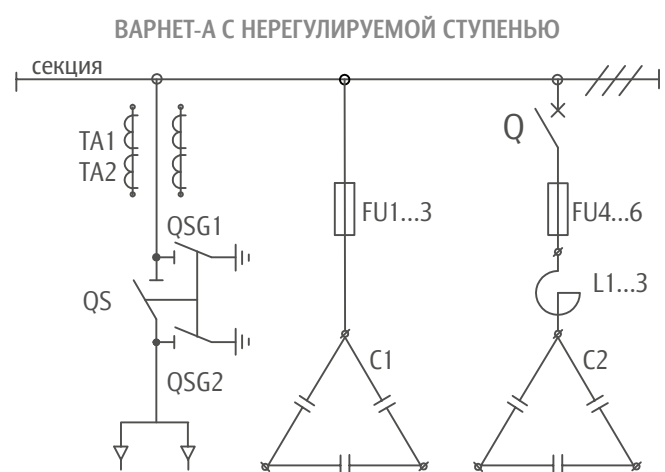 ВАРНЕТ-А С НЕРЕГУЛИРУЕМОЙ СТУПЕНЬЮ
секция
TA1
TA2
QSG1
QS
QSG2
FU1...3
C1
Q
FU4...6
L1...3
C2